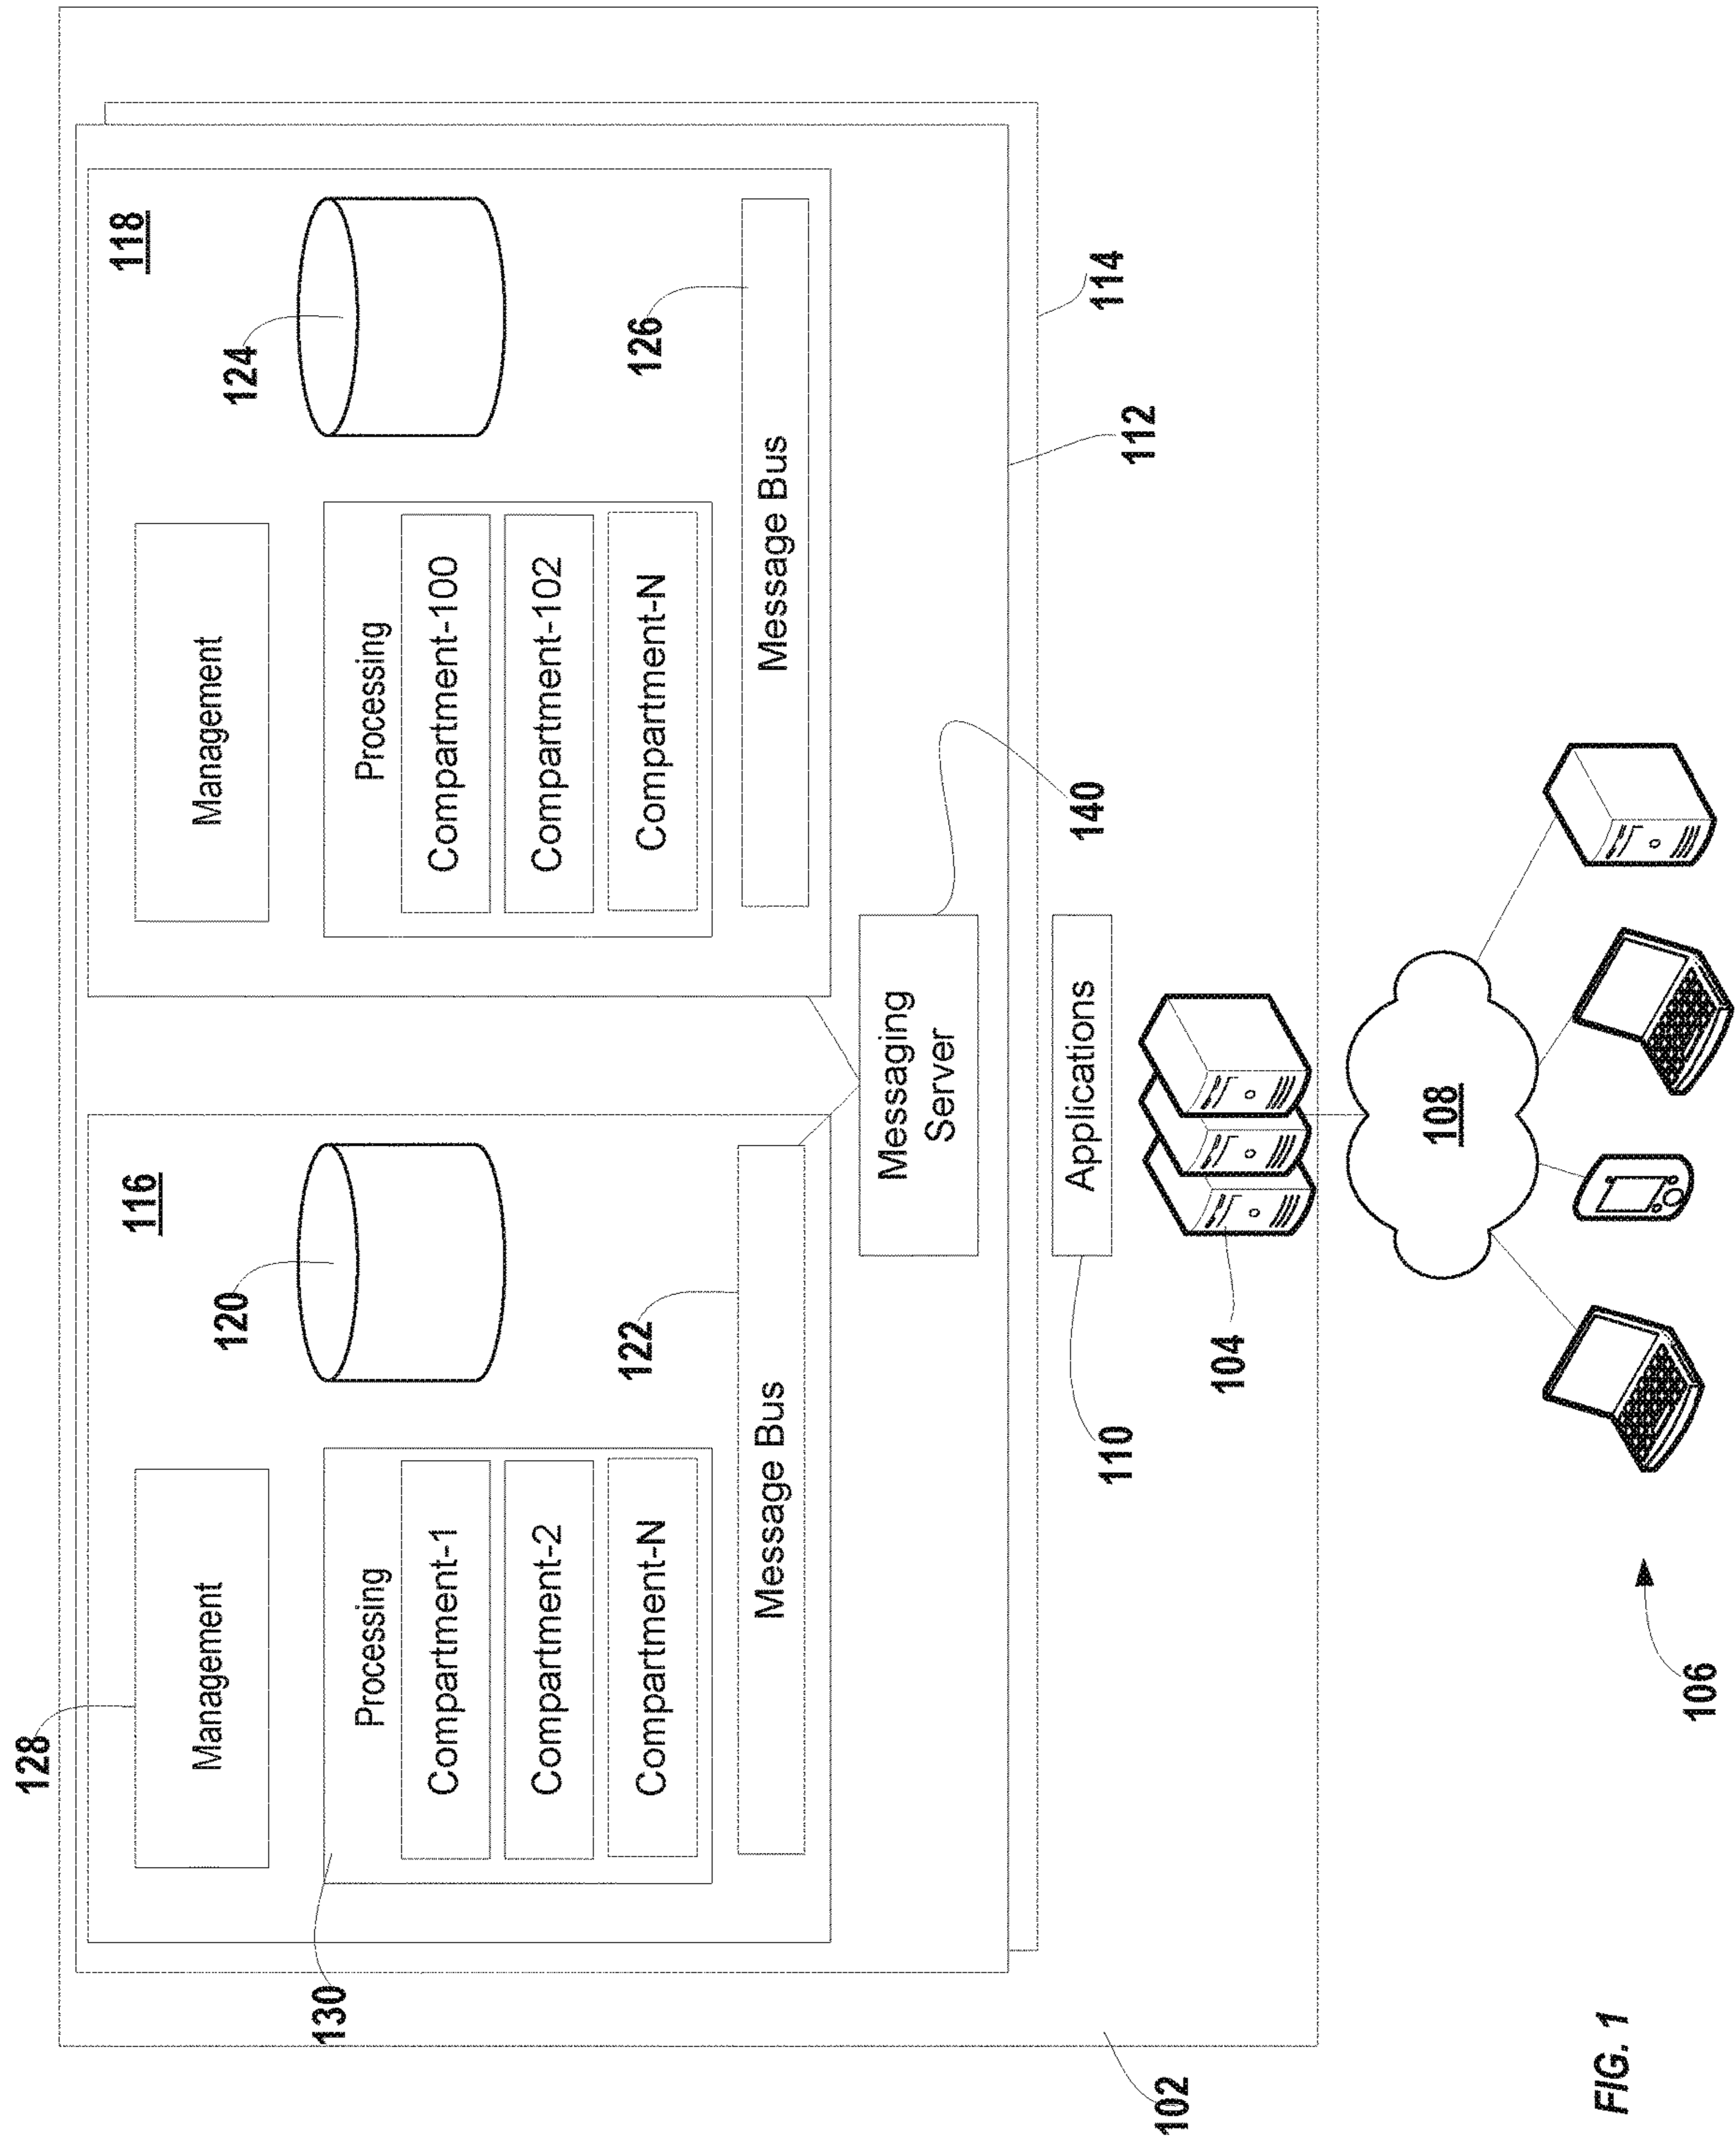 128
Management
130
Processing
Compartment-1
Compartment-2
Compartment-N
116
120
122
Message Bus
Management
Processing
Compartment-100
Compartment-102
Compartment-N
118
124
126
Message Bus
Messaging
Server
140
112
114
110
Applications
104
102
108
106
FIG. 1